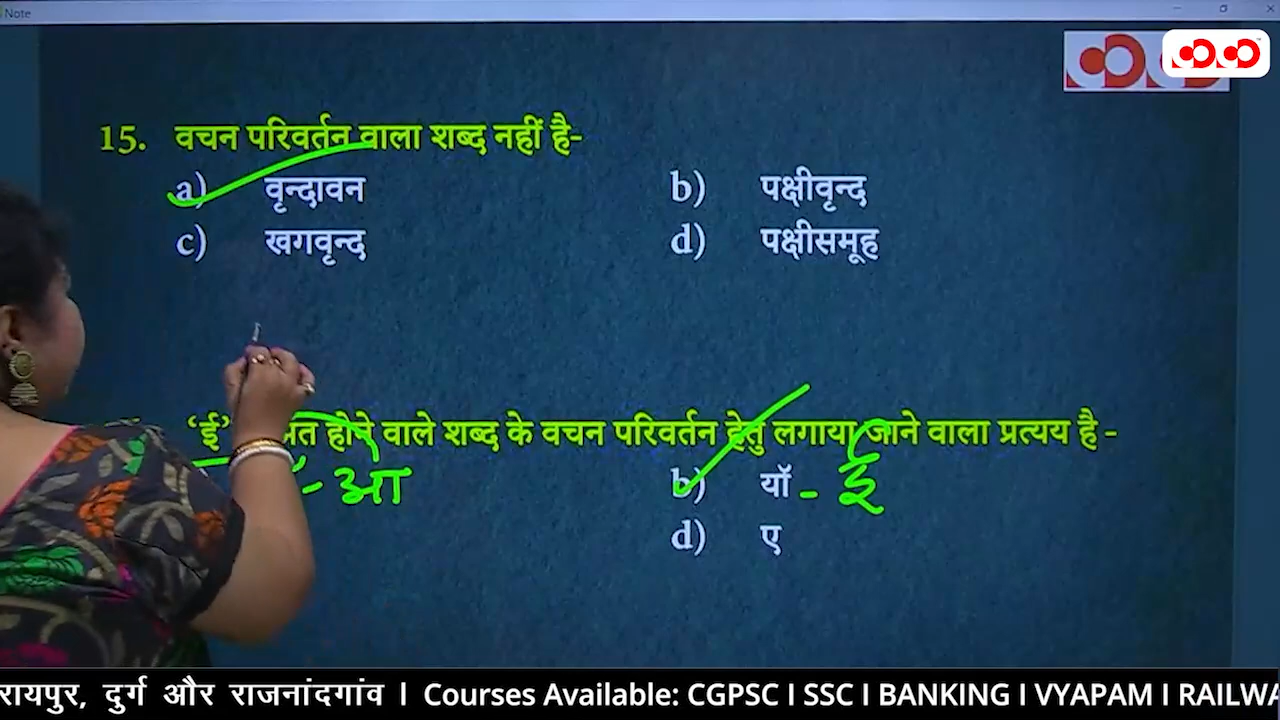 Note
15. वचन परिवर्तन वाला शब्द नहीं है-
a) वृन्दावन b) पक्षीवृन्द
c) खगवृन्द d) पक्षीसमूह
‘ई’ अंत होने वाले शब्द के वचन परिवर्तन हेतु लगाया जाने वाला प्रत्यय है -
- आ b) यॉ - ई
d) ए
रायपुर, दुर्ग और राजनांदगांव l Courses Available: CGPSC I SSC I BANKING I VYAPAM I